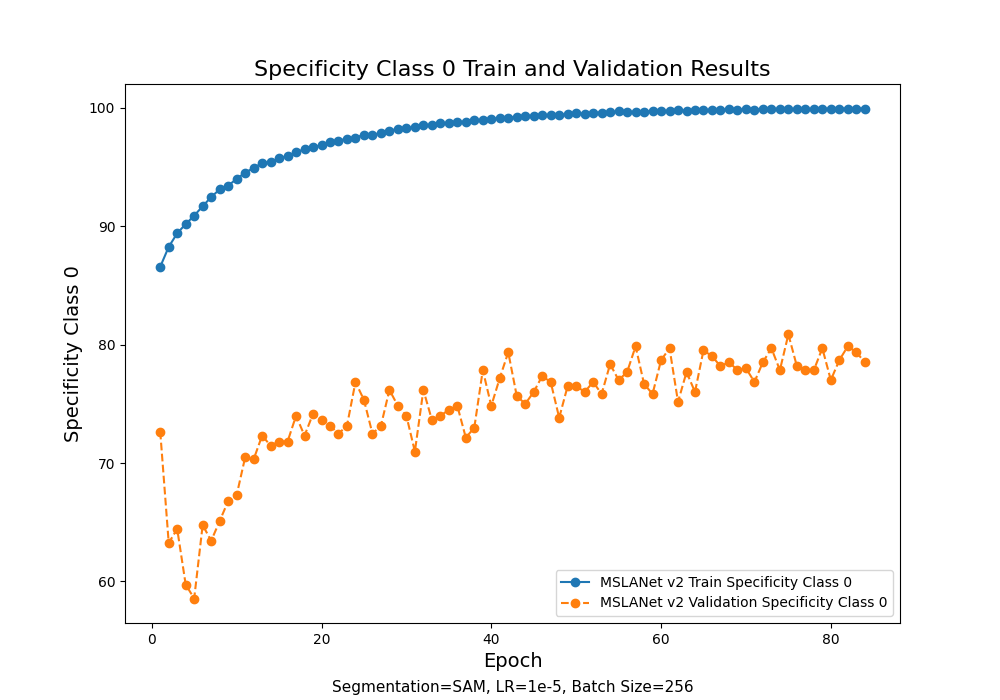 Specificity Class 0 Train and Validation Results
100
90
80
70
60
Specificity Class 0
MSLANet v2 Train Specificity Class 0
MSLANet v2 Validation Specificity Class 0
0 20 40 60 80
Epoch
Segmentation=SAM, LR=1e-5, Batch Size=256